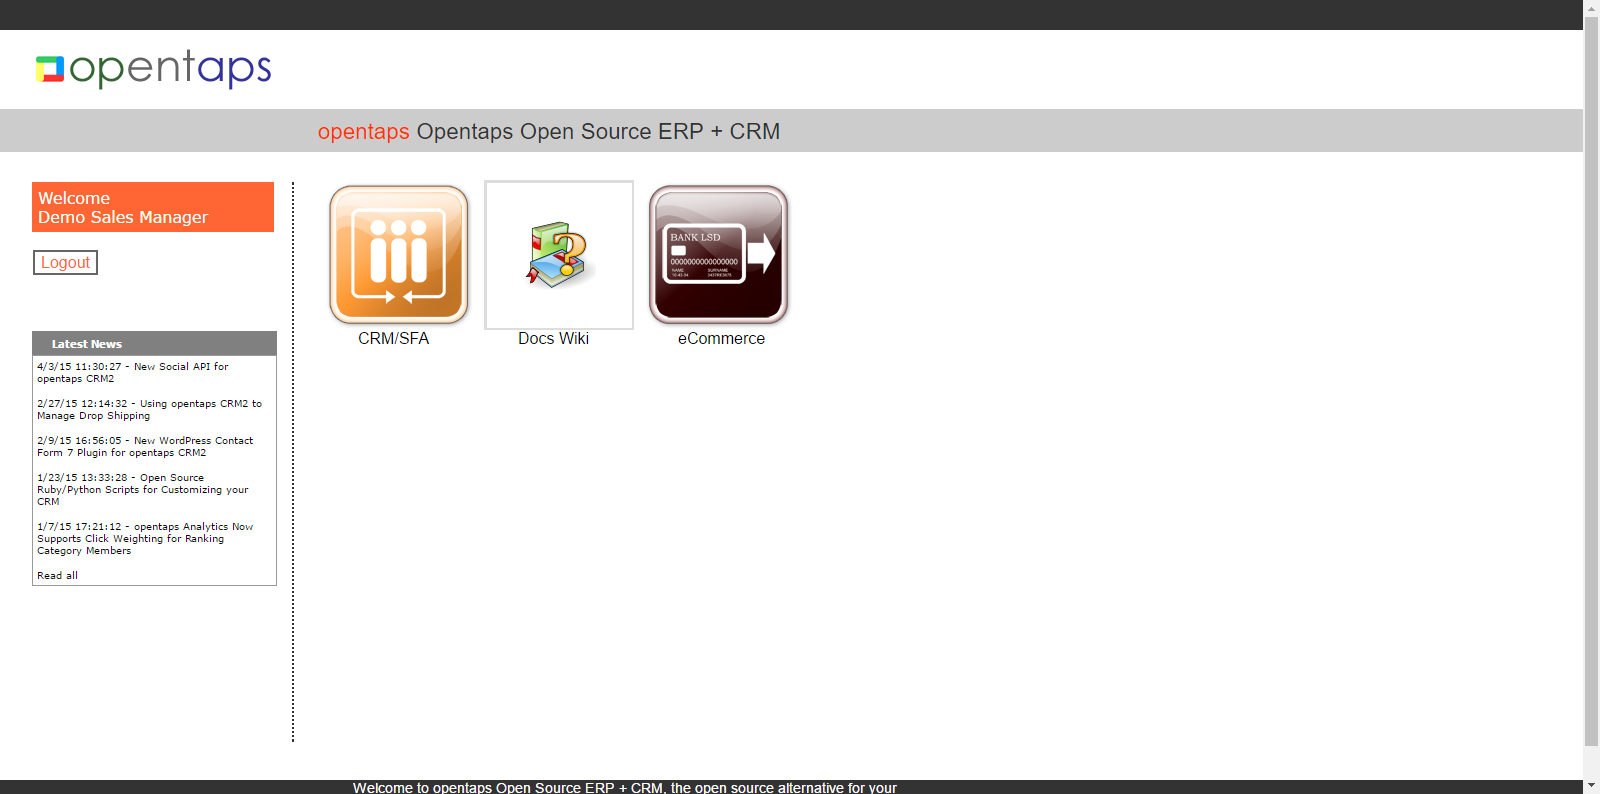 opentaps
opentaps Opentaps Open Source ERP + CRM
Welcome
Demo Sales Manager
Logout
Latest News
4/3/15 11:30:27 - New Social API for
opentaps CRM2
2/27/15 12:14:32 - Using opentaps CRM2 to
Manage Drop Shipping
2/9/15 16:56:05 - New WordPress Contact
Form 7 Plugin for opentaps CRM2
1/23/15 13:33:28 - Open Source
Ruby/Python Scripts for Customizing your
CRM
1/7/15 17:21:12 - opentaps Analytics Now
Supports Click Weighting for Ranking
Category Members
Read all
BANK LSD
0000000000000000
NAME SURNAME
CRM/SFA
Docs Wiki
eCommerce
Welcome to opentaps Open Source ERP + CRM, the open source alternative for your